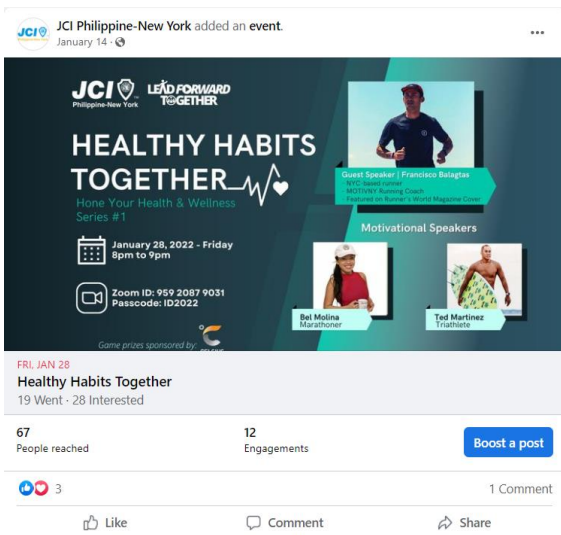 JCI Philippine-New York added an event.
January 14 ·
JCI
Philippine-New York
LEAD FORWARD
TOGETHER
HEALTHY HABITS
TOGETHER
Hone Your Health & Wellness
Series #1
January 28, 2022 - Friday
8pm to 9pm
Zoom ID: 959 2087 9031
Passcode: ID2022
Game prizes sponsored by:
Guest Speaker | Francisco Balagtas
- NYC-based runner
- MOTIVNY Running Coach
- Featured on Runner's World Magazine Cover
Motivational Speakers
Bel Molina
Marathoner
Ted Martinez
Triathlete
FRI, JAN 28
Healthy Habits Together
19 Went · 28 Interested
67
People reached
12
Engagements
Boost a post
3
1 Comment
Like
Comment
Share